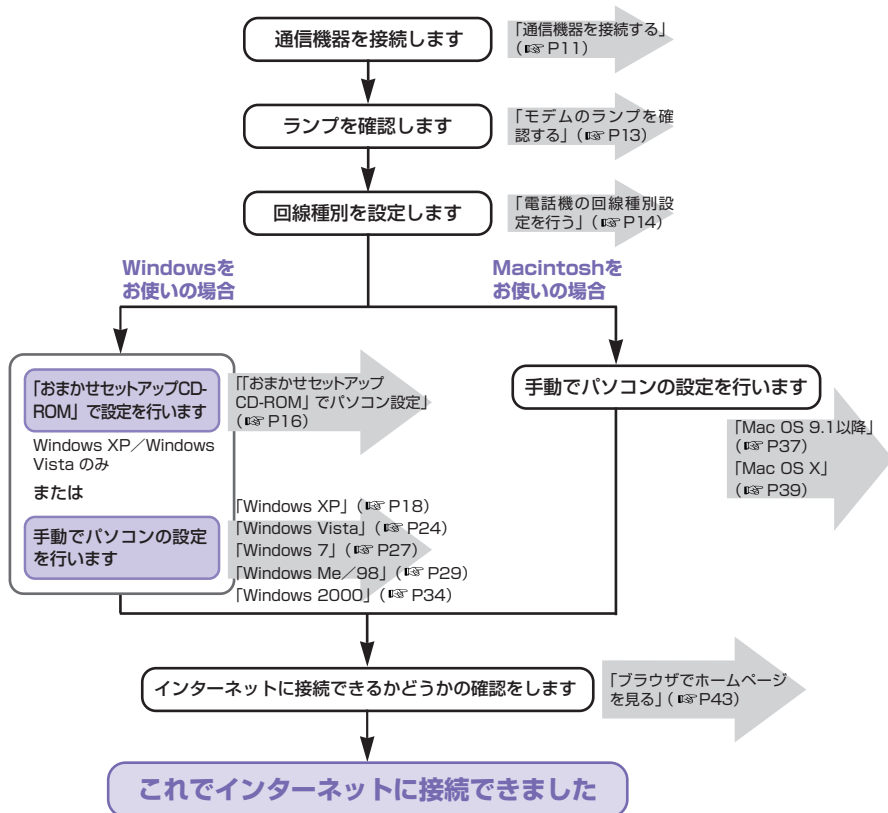 通信機器を接続します
「通信機器を接続する」
（☞P11）
ランプを確認します
「モデムのランプを確
認する」（☞P13）
回線種別を設定します
「電話機の回線種別設
定を行う」（☞P14）
Windowsを
お使いの場合
Macintoshを
お使いの場合
「おまかせセットアップCD-
ROM」で設定を行います
「「おまかせセットアップ
CD-ROM」でパソコン設定」
（☞P16）
Windows XP／Windows
Vista のみ
または
手動でパソコンの設定
を行います
「Windows XP」（☞P18）
「Windows Vista」（☞P24）
「Windows 7」（☞P27）
「Windows Me／98」（☞P29）
「Windows 2000」（☞P34）
手動でパソコンの設定を行います
「Mac OS 9.1以降」
（☞P37）
「Mac OS X」
（☞P39）
インターネットに接続できるかどうかの確認をします
「ブラウザでホームページ
を見る」（☞P43）
これでインターネットに接続できました